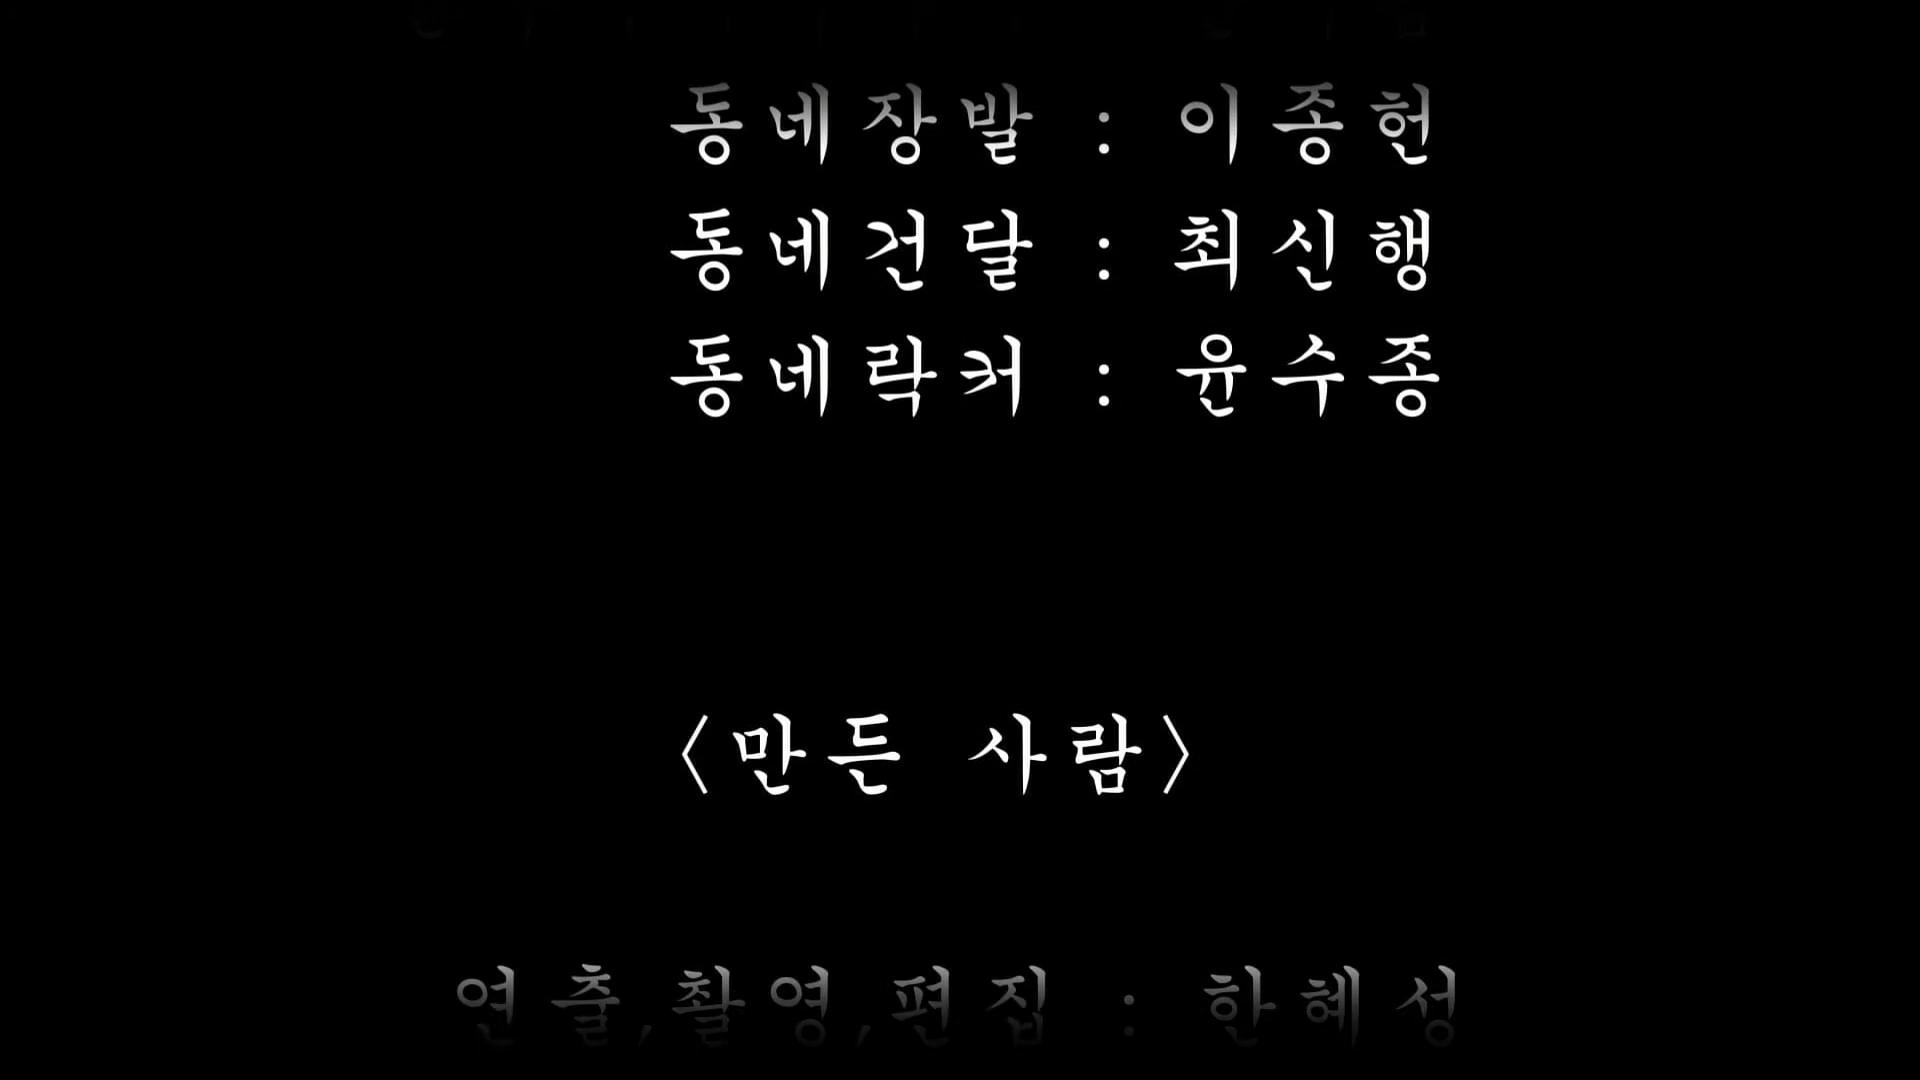 동네장발 : 이종헌
동네건달 : 최신행
동네락커 : 윤수종
〈만든 사람〉
연출,촬영,편집 : 한혜성